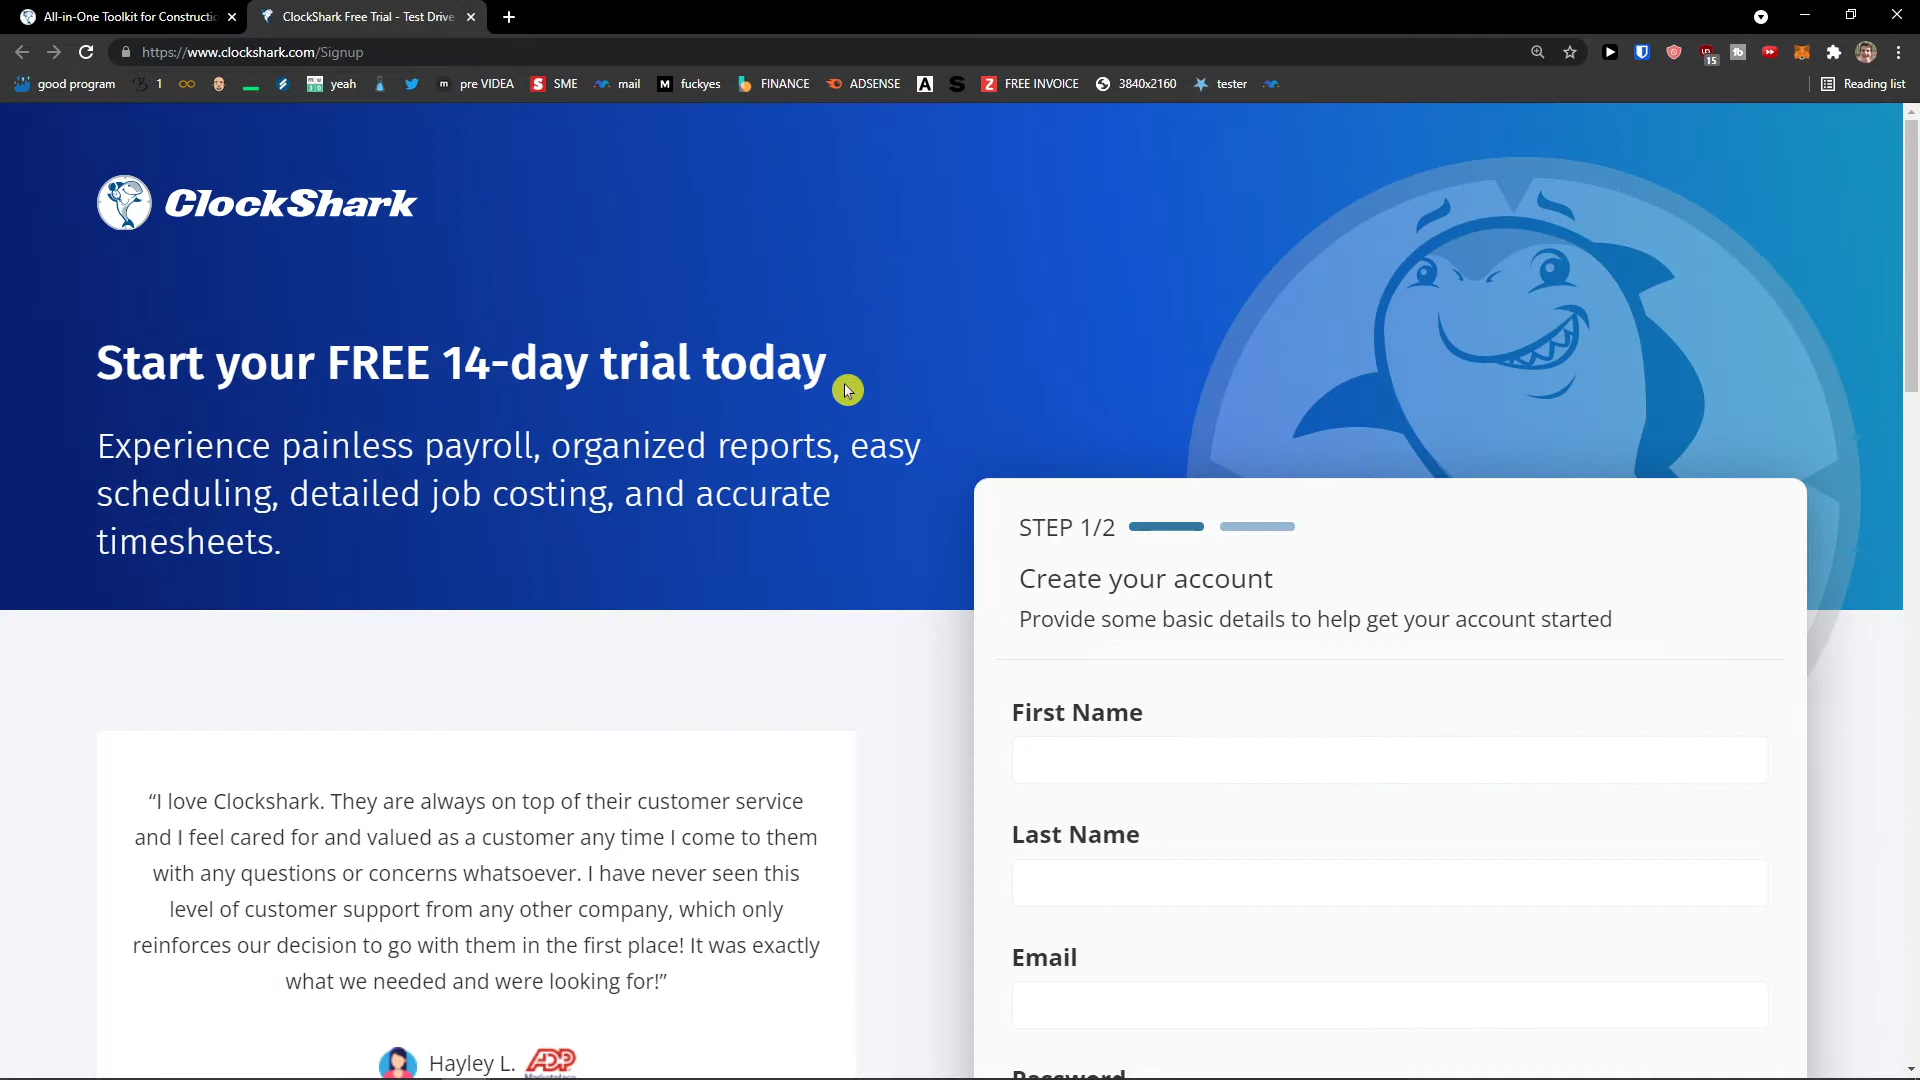 All-in-One Toolkit for Constructio
ClockShark Free Trial - Test Drive
https://www.clockshark.com/Signup
15
good program
1
yeah
pre VIDEA
SME
mail
fuckyes
FINANCE
ADSENSE
FREE INVOICE
3840x2160
tester
Reading list
ClockShark
Start your FREE 14-day trial today
Experience painless payroll, organized reports, easy
scheduling, detailed job costing, and accurate
timesheets.
STEP 1/2
Create your account
Provide some basic details to help get your account started
First Name
Last Name
Email
Password
“I love Clockshark. They are always on top of their customer service
and I feel cared for and valued as a customer any time I come to them
with any questions or concerns whatsoever. I have never seen this
level of customer support from any other company, which only
reinforces our decision to go with them in the first place! It was exactly
what we needed and were looking for!”
Hayley L.
ADP